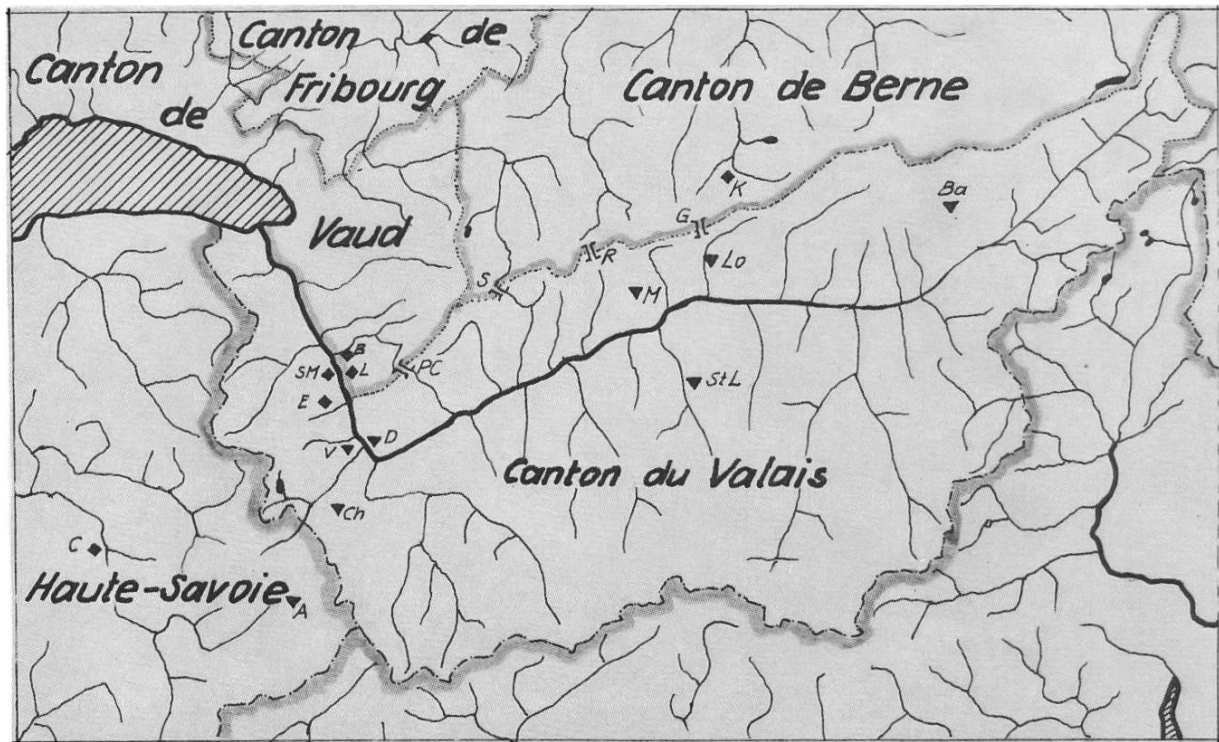 Canton de
Fribourg
Canton
de
Vaud
Canton de Berne
K
Ba
G
R
Lo
S
M
B
SM
L
PC
E
St L
D
V
Canton du Valais
Ch
C
Haute-Savoie
A